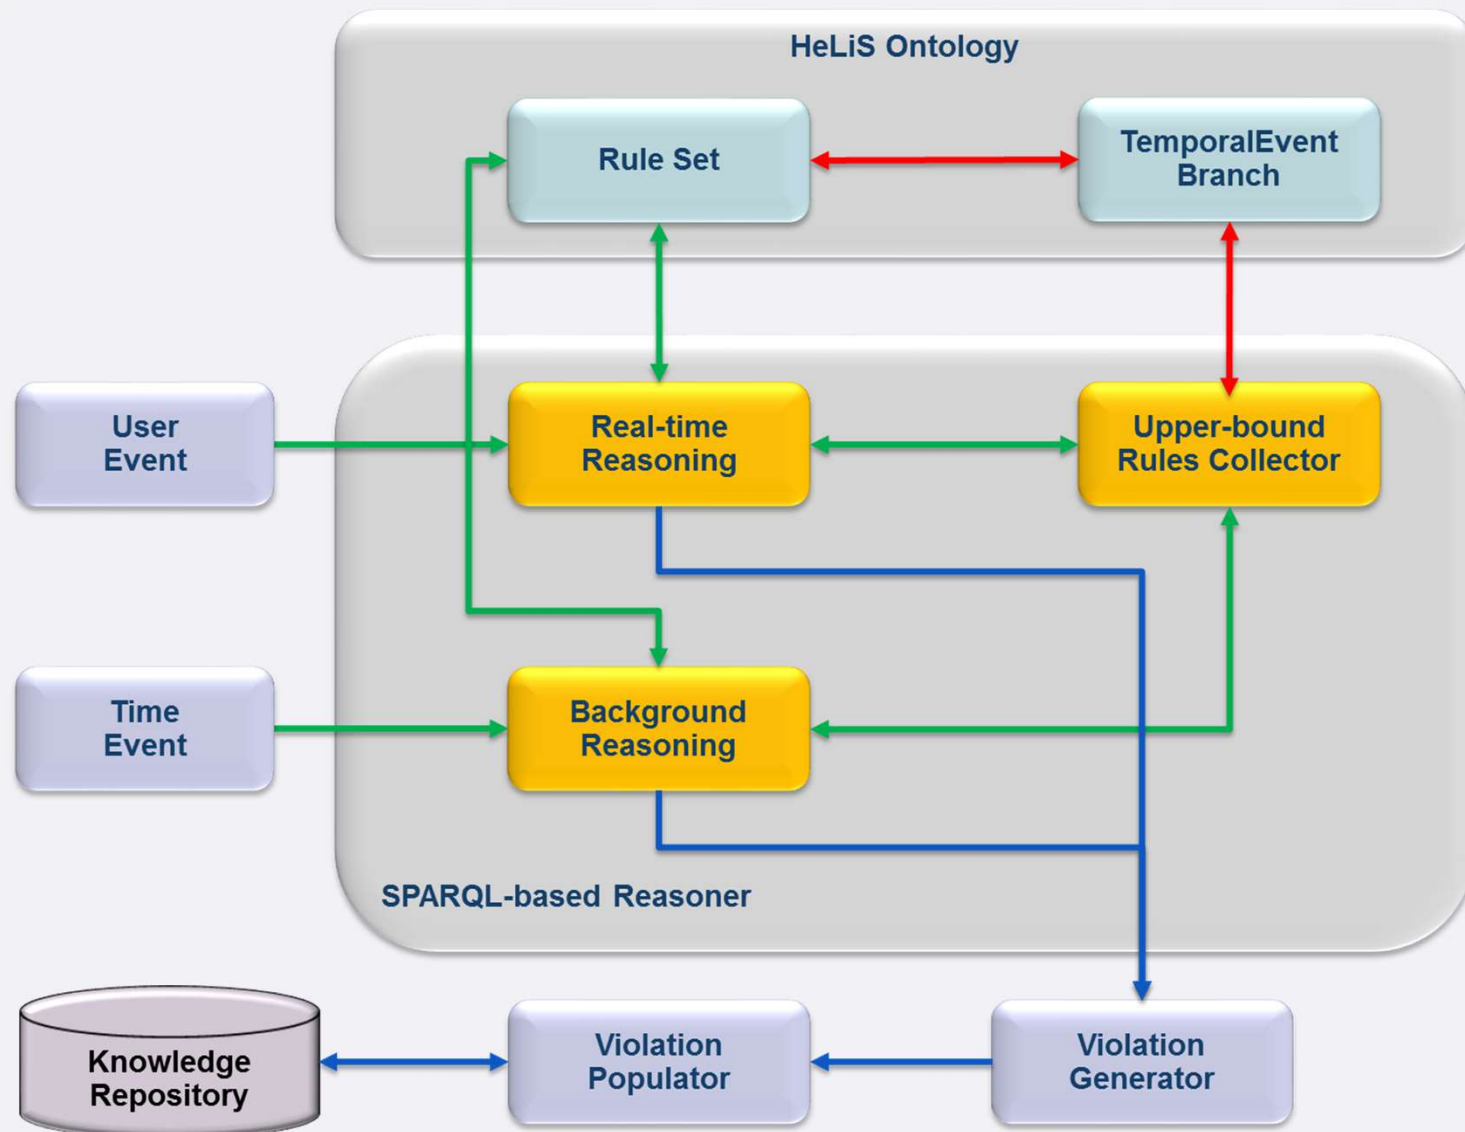 HeLiS Ontology
Rule Set
TemporalEvent
Branch
User
Event
Real-time
Reasoning
Upper-bound
Rules Collector
Time
Event
Background
Reasoning
SPARQL-based Reasoner
Knowledge
Repository
Violation
Populator
Violation
Generator